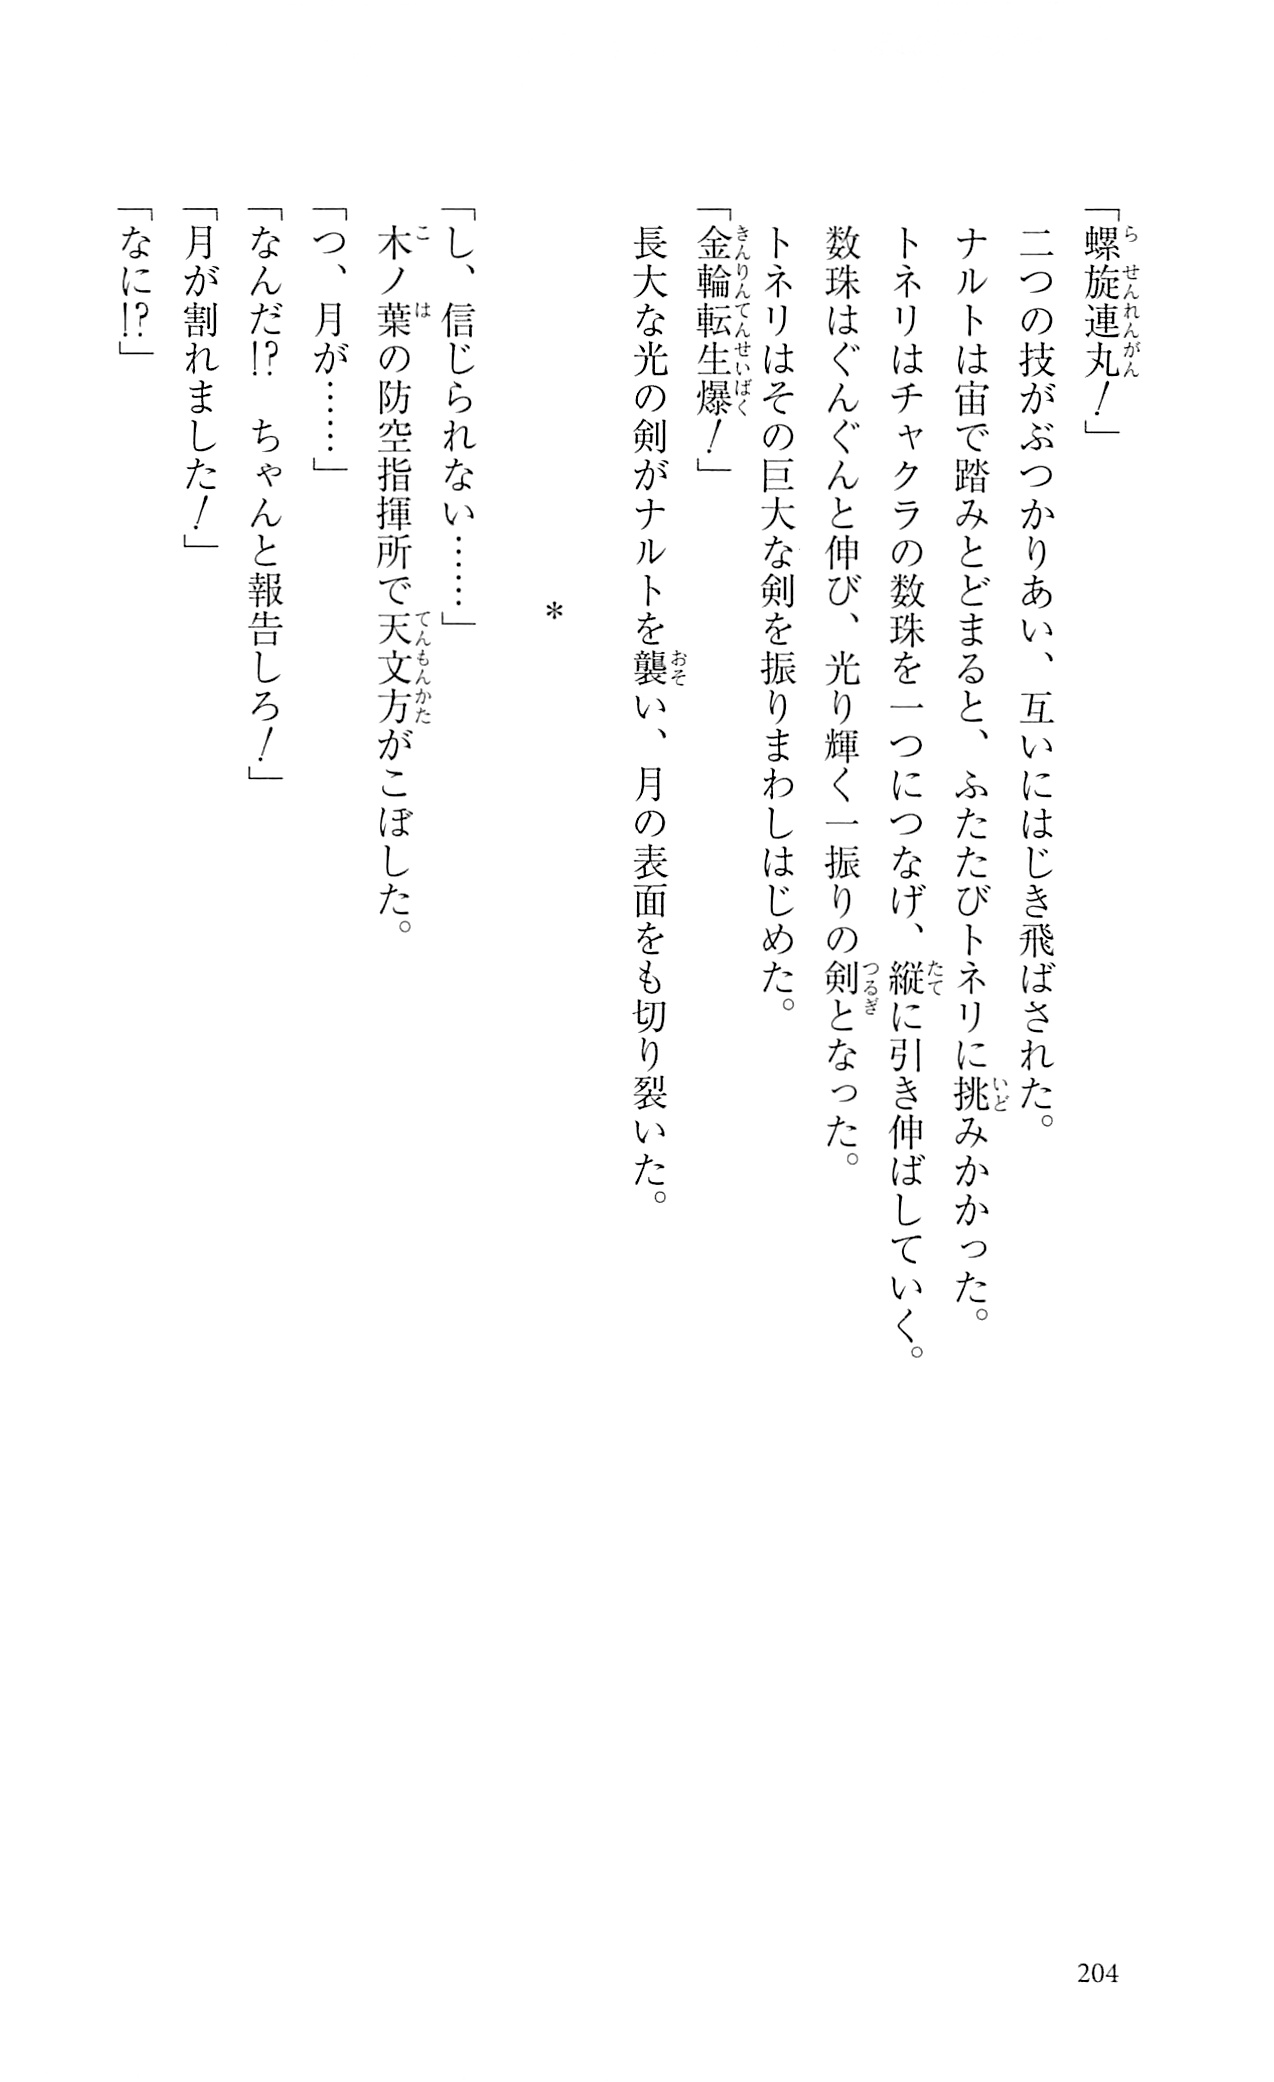 「螺旋連丸！」
二つの技がぶつかりあい、互いにはじき飛ばされた。
ナルトは宙で踏みとどまると、ふたたびトネリに挑みかかった。
トネリはチャクラの数珠を一つにつなげ、縦に引き伸ばしていく。
数珠はぐんぐんと伸び、光り輝く一振りの剣となった。
トネリはその巨大な剣を振りまわしはじめた。
「金輪転生爆！」
長大な光の剣がナルトを襲い、月の表面をも切り裂いた。
＊
「し、信じられない……」
木ノ葉の防空指揮所で天文方がこぼした。
「つ、月が……」
「なんだ!?　ちゃんと報告しろ！」
「月が割れました！」
「なに!?」
204